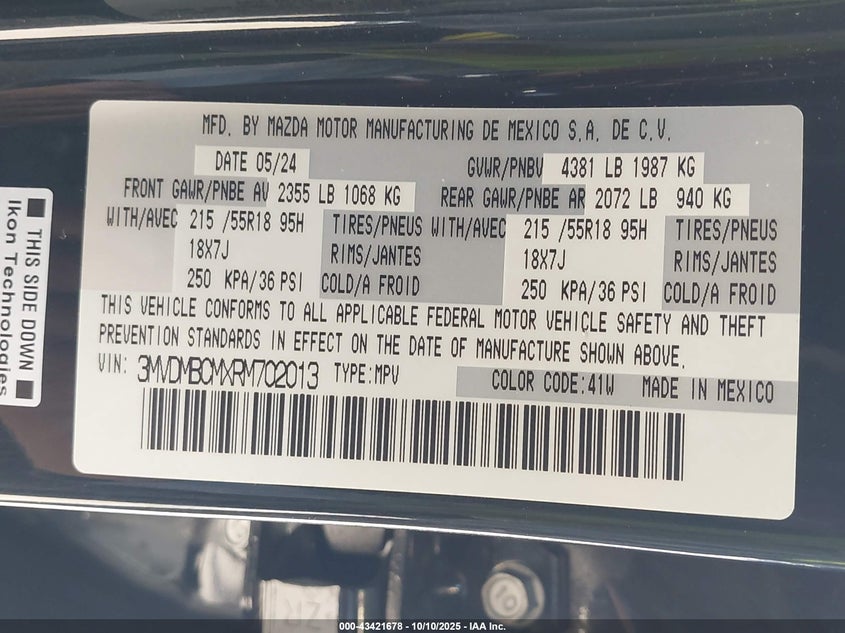 MFD. BY MAZDA MOTOR MANUFACTURING DE MEXICO S.A. DE C.V.
DATE 05/24 GVWR/PNBV 4381 LB 1987 KG
FRONT GAWR/PNBE AV 2355 LB 1068 KG REAR GAWR/PNBE AR 2072 LB 940 KG
WITH/AVEC 215 /55R18 95H TIRES/PNEUS WITH/AVEC 215 /55R18 95H TIRES/PNEUS
18X7J RIMS/JANTES 18X7J RIMS/JANTES
250 KPA/36 PSI COLD/A FROID 250 KPA/36 PSI COLD/A FROID
THIS VEHICLE CONFORMS TO ALL APPLICABLE FEDERAL MOTOR VEHICLE SAFETY AND THEFT
PREVENTION STANDARDS IN EFFECT ON THE DATE OF MANUFACTURE SHOWN ABOVE.
VIN: 3MVDMBCMXRM702013 TYPE:MPV COLOR CODE:41W MADE IN MEXICO
THIS SIDE DOWN
Ikon Technologies
000-43421678 - 10/10/2025 - IAA Inc.